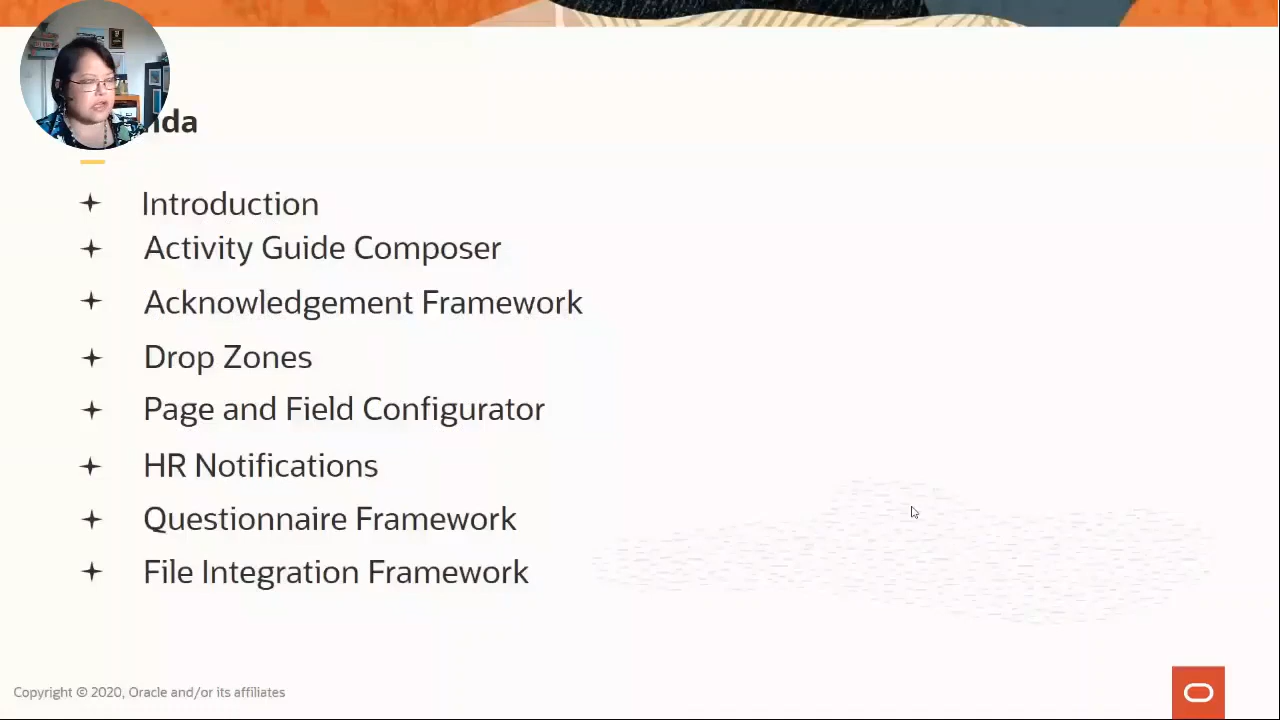 nda
Introduction
Activity Guide Composer
Acknowledgement Framework
Drop Zones
Page and Field Configurator
HR Notifications
Questionnaire Framework
File Integration Framework
Copyright © 2020, Oracle and/or its affiliates